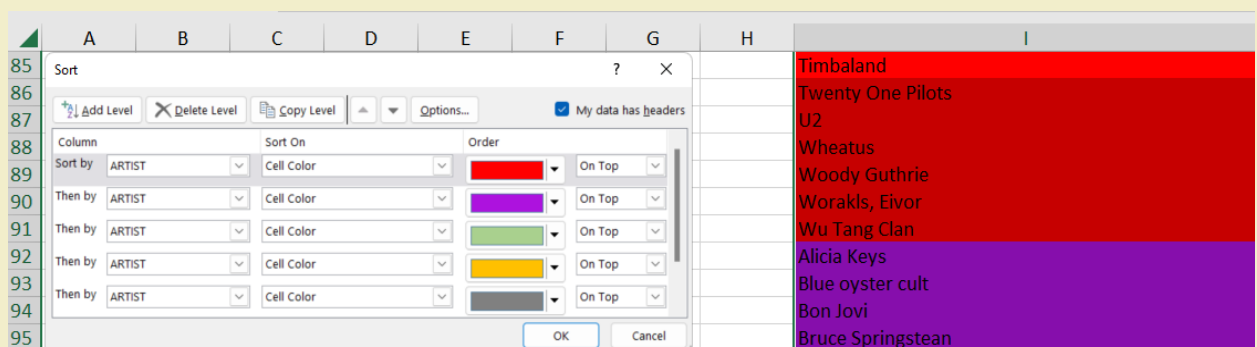 A B C D E F G H I
85 Sort ? X Timbaland
86 Twenty One Pilots
Add Level Delete Level Copy Level Options... My data has headers
87 U2
Column Sort On Order
88 Wheatus
Sort by ARTIST Cell Color On Top
89 Woody Guthrie
Then by ARTIST Cell Color On Top
90 Worakls, Eivor
Then by ARTIST Cell Color On Top
91 Wu Tang Clan
92 Alicia Keys
Then by ARTIST Cell Color On Top
93 Blue oyster cult
Then by ARTIST Cell Color On Top
94 Bon Jovi
OK Cancel
95 Bruce Springstean